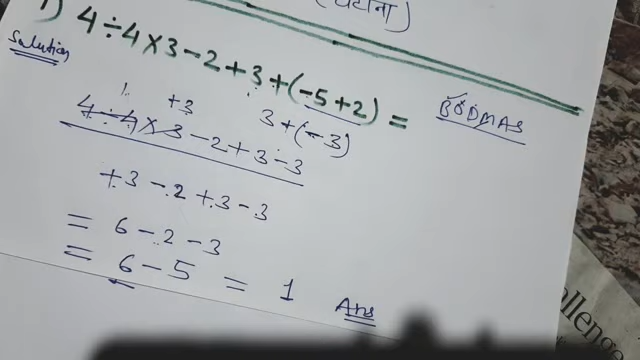 (घटाना)
1) 4÷4×3-2+3+(-5+2)=
Solution
BODMAS
1 +3 3+(-3)
4÷4×3-2+3-3
+3-2+3-3
= 6-2-3
= 6-5 = 1 Ans